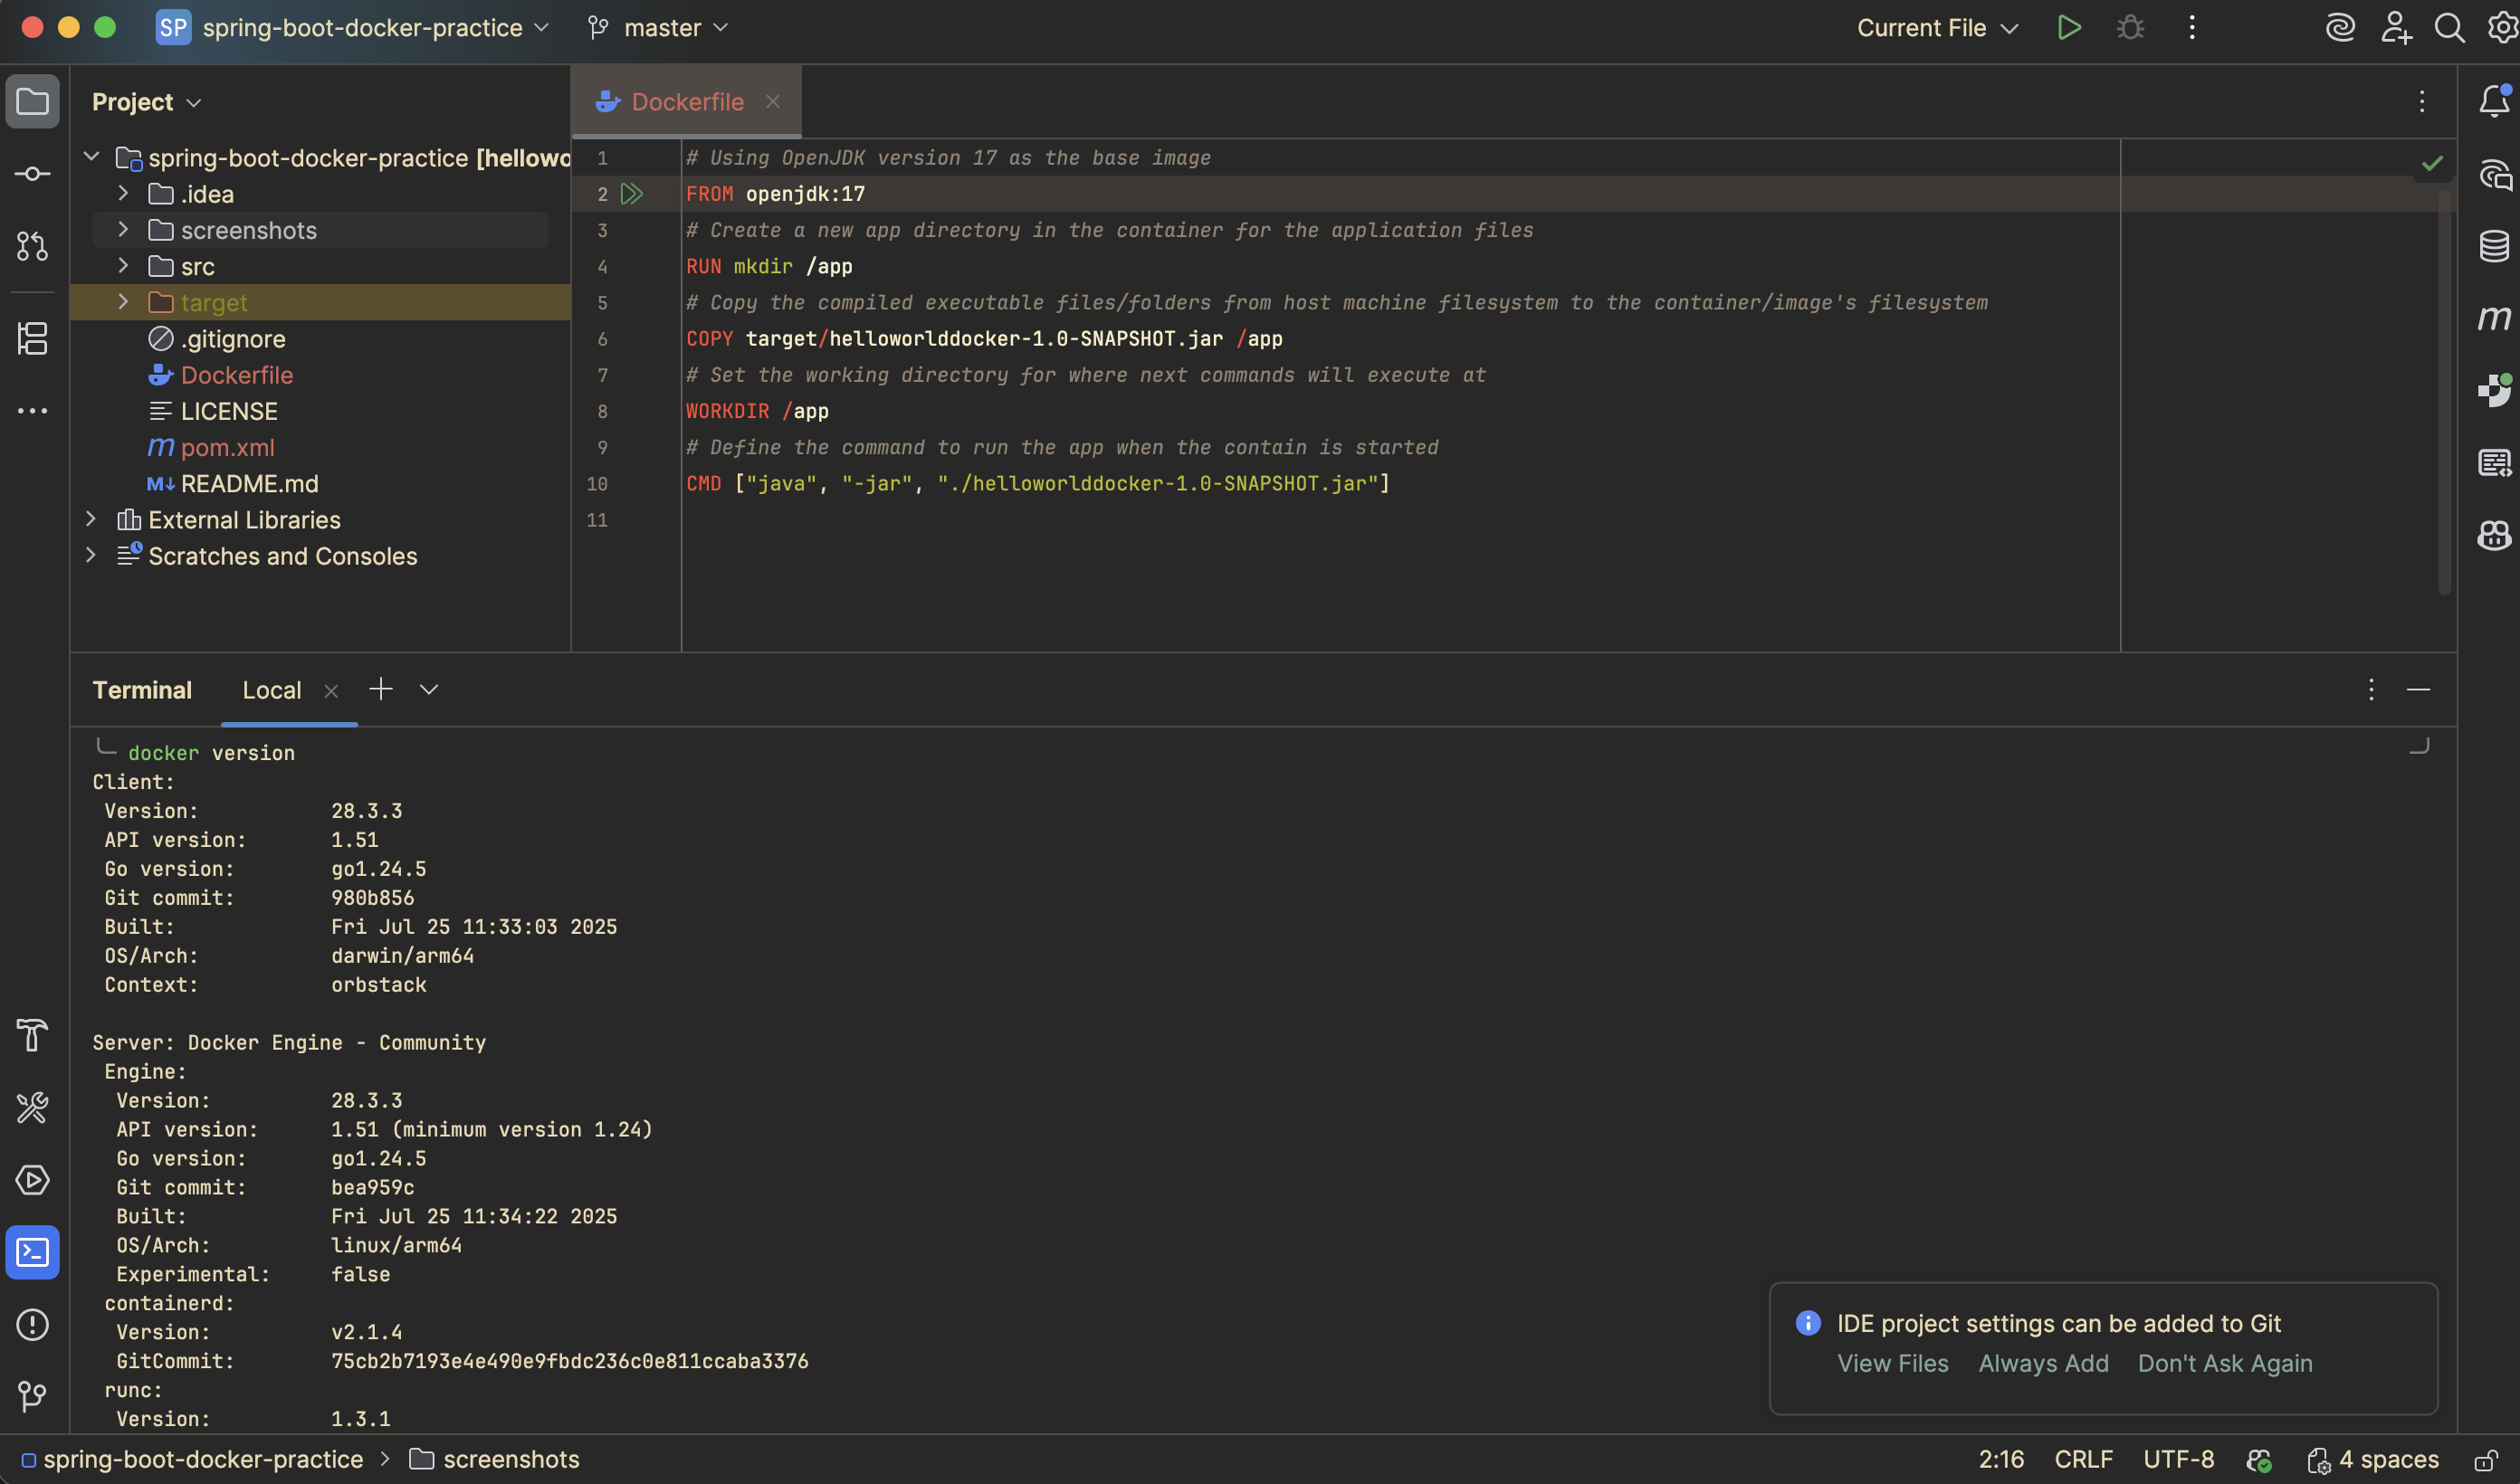 SP spring-boot-docker-practice master Current File
Project
Dockerfile
spring-boot-docker-practice [hellowo
.idea
screenshots
src
target
.gitignore
Dockerfile
LICENSE
m pom.xml
M↓ README.md
External Libraries
Scratches and Consoles
1 # Using OpenJDK version 17 as the base image
2 FROM openjdk:17
3 # Create a new app directory in the container for the application files
4 RUN mkdir /app
5 # Copy the compiled executable files/folders from host machine filesystem to the container/image's filesystem
6 COPY target/helloworlddocker-1.0-SNAPSHOT.jar /app
7 # Set the working directory for where next commands will execute at
8 WORKDIR /app
9 # Define the command to run the app when the contain is started
10 CMD ["java", "-jar", "./helloworlddocker-1.0-SNAPSHOT.jar"]
11
m
Terminal Local
docker version
Client:
Version: 28.3.3
API version: 1.51
Go version: go1.24.5
Git commit: 980b856
Built: Fri Jul 25 11:33:03 2025
OS/Arch: darwin/arm64
Context: orbstack
Server: Docker Engine - Community
Engine:
Version: 28.3.3
API version: 1.51 (minimum version 1.24)
Go version: go1.24.5
Git commit: bea959c
Built: Fri Jul 25 11:34:22 2025
OS/Arch: linux/arm64
Experimental: false
containerd:
Version: v2.1.4
GitCommit: 75cb2b7193e4e490e9fbdc236c0e811ccaba3376
runc:
Version: 1.3.1
IDE project settings can be added to Git
View Files Always Add Don't Ask Again
spring-boot-docker-practice > screenshots
2:16 CRLF UTF-8 4 spaces